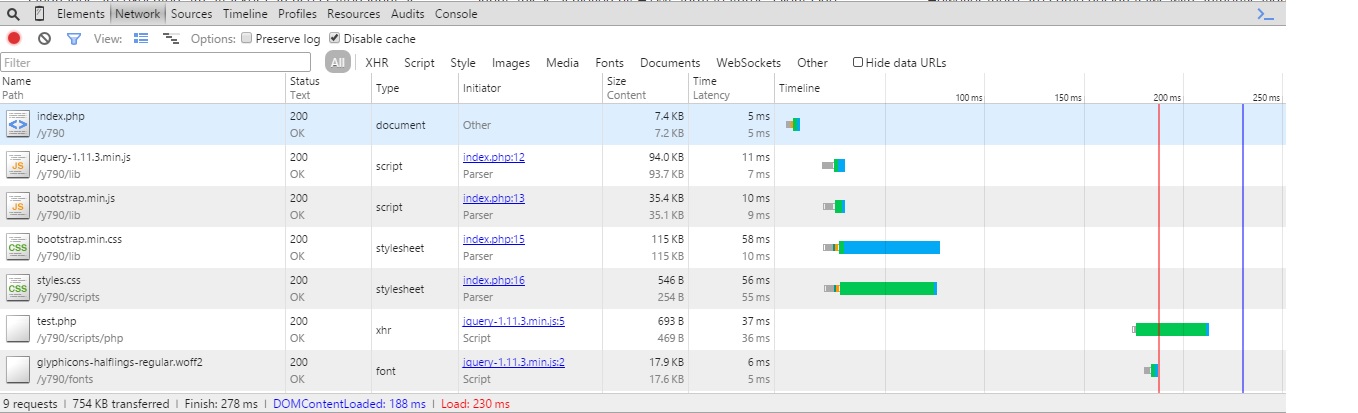 Elements Network Sources Timeline Profiles Resources Audits Console
View: Options: Preserve log Disable cache
Filter All XHR Script Style Images Media Fonts Documents WebSockets Other Hide data URLs
Name Status Type Initiator Size Time Timeline
Path Text Content Latency 100 ms 150 ms 200 ms 250 ms
index.php 200 document Other 7.4 KB 5 ms
/y790 OK 7.2 KB 5 ms
JS jquery-1.11.3.min.js 200 script index.php:12 94.0 KB 11 ms
/y790/lib OK Parser 93.7 KB 7 ms
JS bootstrap.min.js 200 script index.php:13 35.4 KB 10 ms
/y790/lib OK Parser 35.1 KB 9 ms
CSS bootstrap.min.css 200 stylesheet index.php:15 115 KB 58 ms
/y790/lib OK Parser 115 KB 10 ms
CSS styles.css 200 stylesheet index.php:16 546 B 56 ms
/y790/scripts OK Parser 254 B 55 ms
test.php 200 xhr jquery-1.11.3.min.js:5 693 B 37 ms
/y790/scripts/php OK Script 469 B 36 ms
glyphicons-halflings-regular.woff2 200 font jquery-1.11.3.min.js:2 17.9 KB 6 ms
/y790/fonts OK Script 17.6 KB 5 ms
9 requests | 754 KB transferred | Finish: 278 ms | DOMContentLoaded: 188 ms | Load: 230 ms